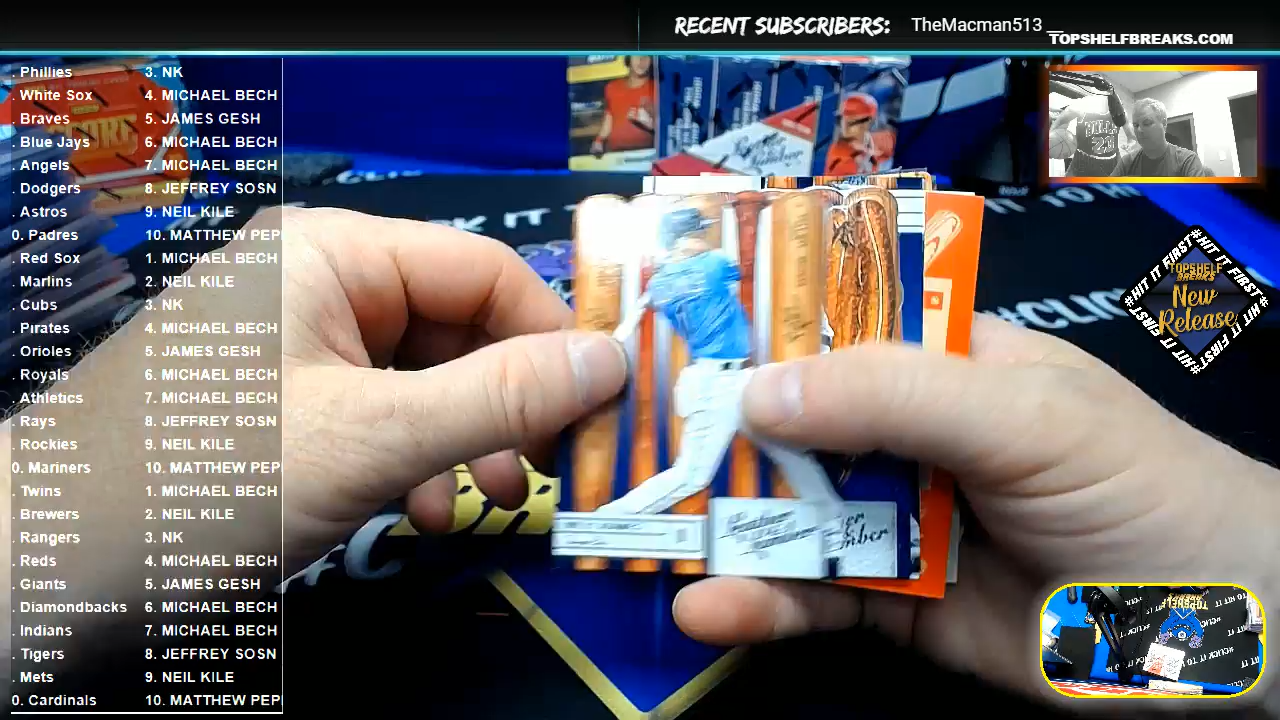 RECENT SUBSCRIBERS: TheMacman513
TOPSHELFBREAKS.COM
. Phillies 3. NK
. White Sox 4. MICHAEL BECH
. Braves 5. JAMES GESH
. Blue Jays 6. MICHAEL BECH
. Angels 7. MICHAEL BECH
. Dodgers 8. JEFFREY SOSN
. Astros 9. NEIL KILE
0. Padres 10. MATTHEW PEP
. Red Sox 1. MICHAEL BECH
. Marlins 2. NEIL KILE
. Cubs 3. NK
. Pirates 4. MICHAEL BECH
. Orioles 5. JAMES GESH
. Royals 6. MICHAEL BECH
. Athletics 7. MICHAEL BECH
. Rays 8. JEFFREY SOSN
. Rockies 9. NEIL KILE
0. Mariners 10. MATTHEW PEP
. Twins 1. MICHAEL BECH
. Brewers 2. NEIL KILE
. Rangers 3. NK
. Reds 4. MICHAEL BECH
. Giants 5. JAMES GESH
. Diamondbacks 6. MICHAEL BECH
. Indians 7. MICHAEL BECH
. Tigers 8. JEFFREY SOSN
. Mets 9. NEIL KILE
0. Cardinals 10. MATTHEW PEP
#HIT IT FIRST#
TOPSHELF
BREAKS
New
Release
SCORE
BULLS
23
#CLICK